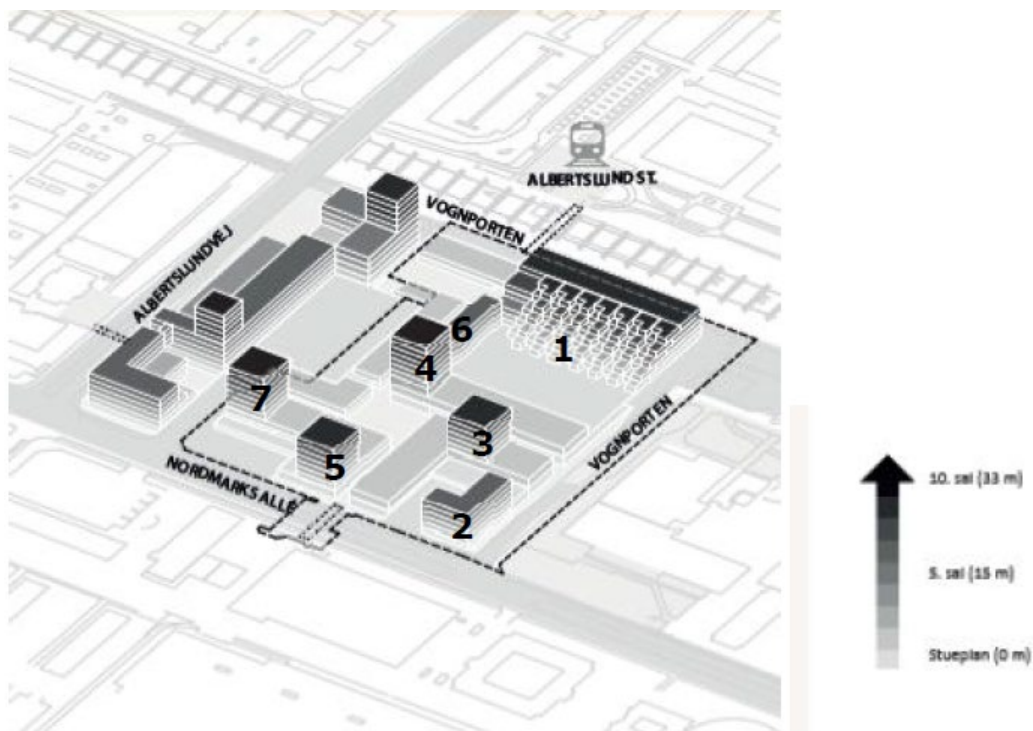 ALBERTSLUND ST.
VOGNPORTEN
ALBERTSLUNDVEJ
6
1
4
7
3
VOGNPORTEN
5
NORDMARKS ALLE
2
10. sal (33 m)
5. sal (15 m)
Stueplan (0 m)